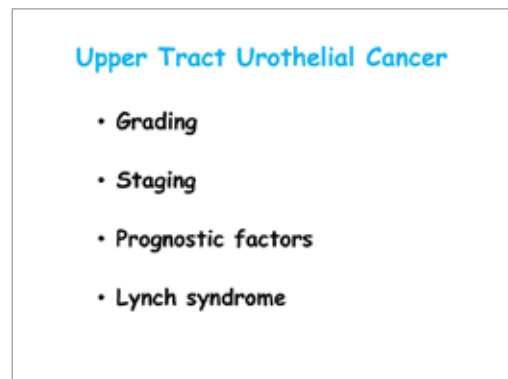 Upper Tract Urothelial Cancer
• Grading
• Staging
• Prognostic factors
• Lynch syndrome